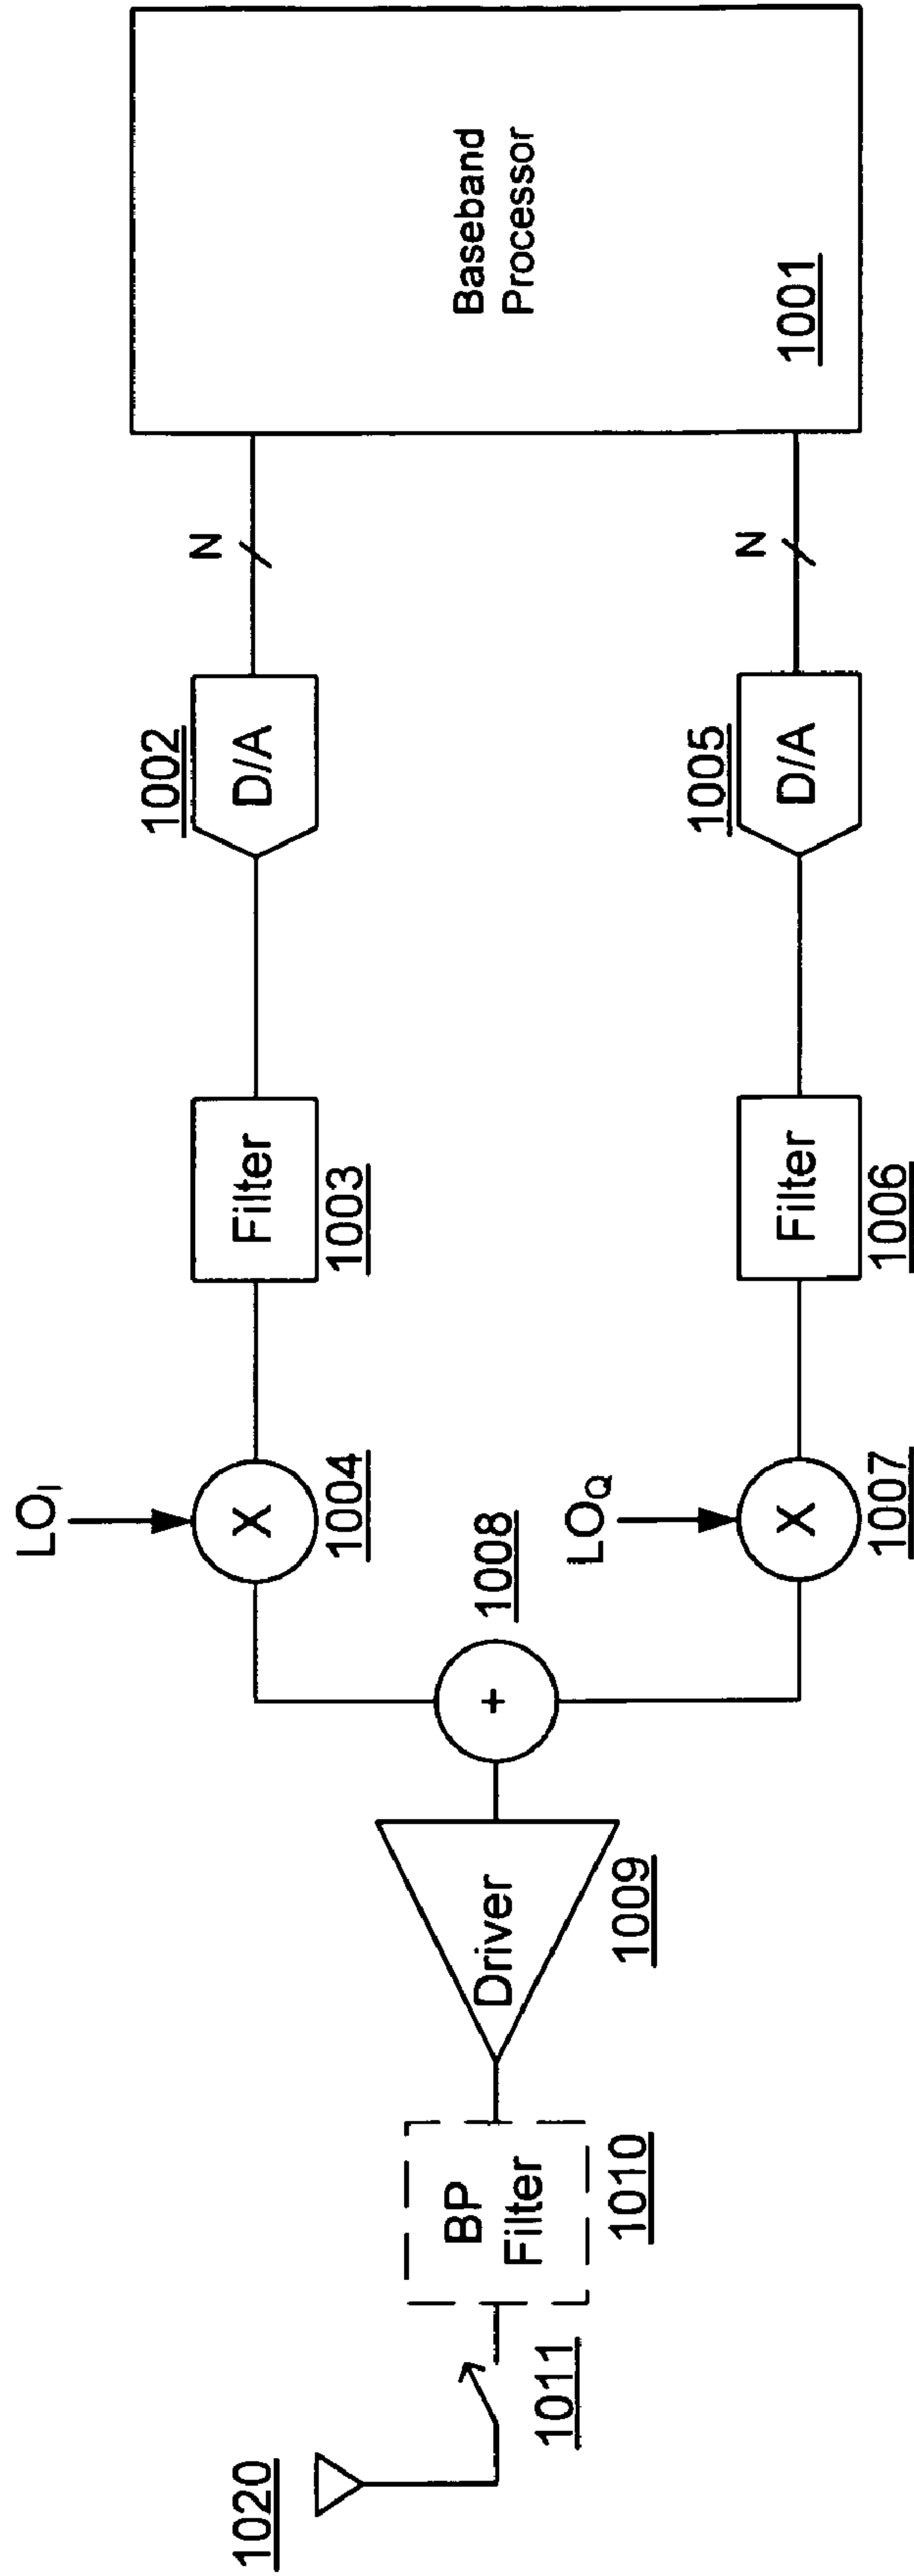 LO_I
1002
N
Filter
D/A
1004
1003
X
Baseband
Processor
1001
1020
BP
Filter
Driver
+
1008
1011
1010
1009
LO_Q
1005
N
X
Filter
D/A
1007
1006